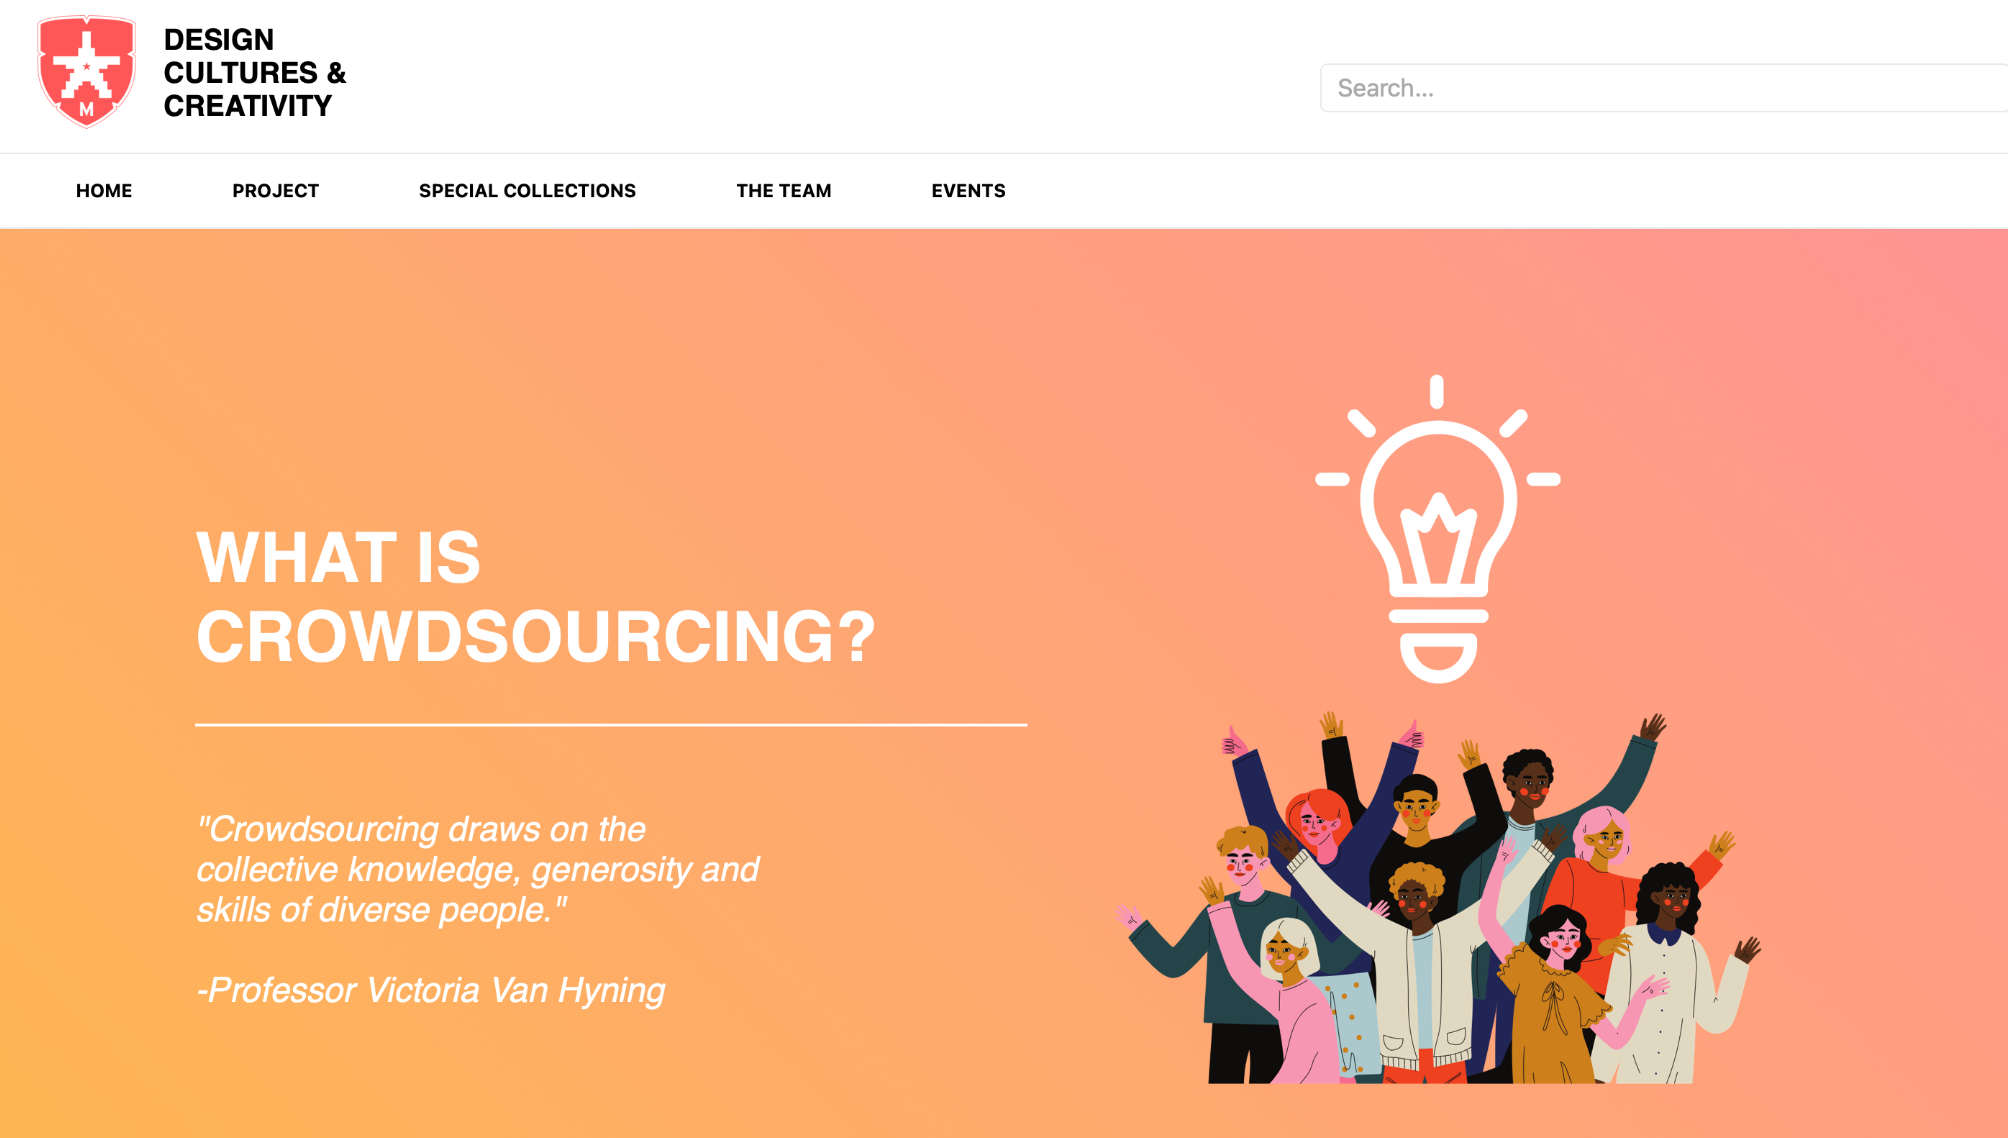 M
DESIGN
CULTURES &
CREATIVITY
Search...
HOME
PROJECT
SPECIAL COLLECTIONS
THE TEAM
EVENTS
WHAT IS
CROWDSOURCING?
"Crowdsourcing draws on the
collective knowledge, generosity and
skills of diverse people."
-Professor Victoria Van Hyning